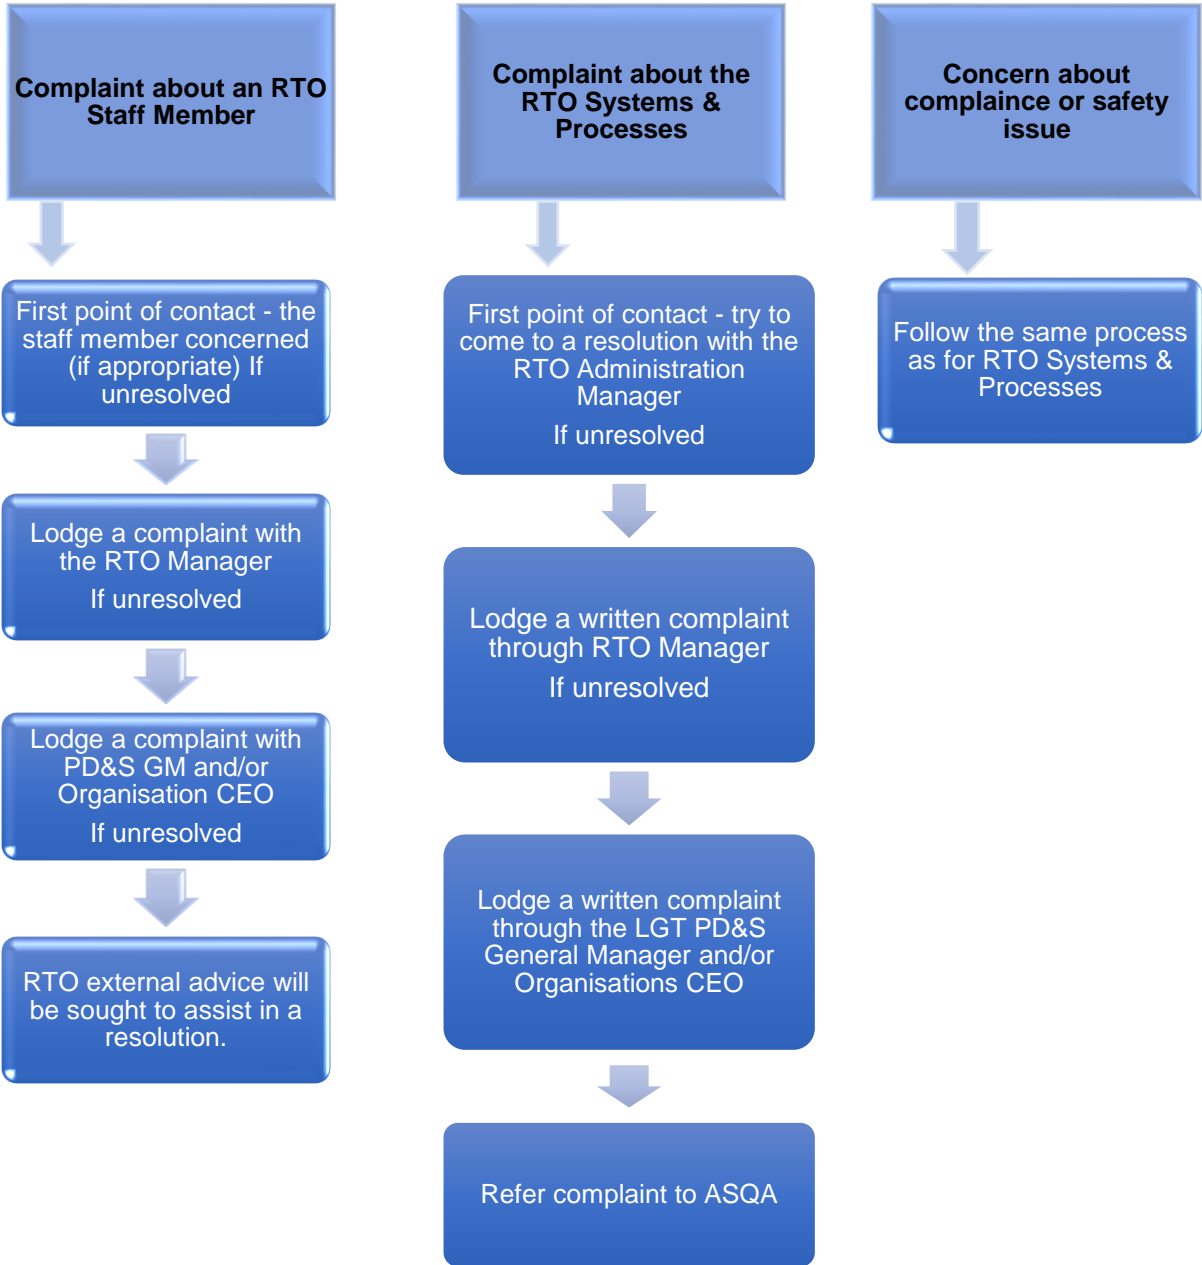 Complaint about an RTO
Staff Member
First point of contact - the
staff member concerned
(if appropriate) If
unresolved
Lodge a complaint with
the RTO Manager
If unresolved
Lodge a complaint with
PD&S GM and/or
Organisation CEO
If unresolved
RTO external advice will
be sought to assist in a
resolution.
Complaint about the
RTO Systems &
Processes
First point of contact - try to
come to a resolution with the
RTO Administration
Manager
If unresolved
Lodge a written complaint
through RTO Manager
If unresolved
Lodge a written complaint
through the LGT PD&S
General Manager and/or
Organisations CEO
Refer complaint to ASQA
Concern about
complaince or safety
issue
Follow the same process
as for RTO Systems &
Processes